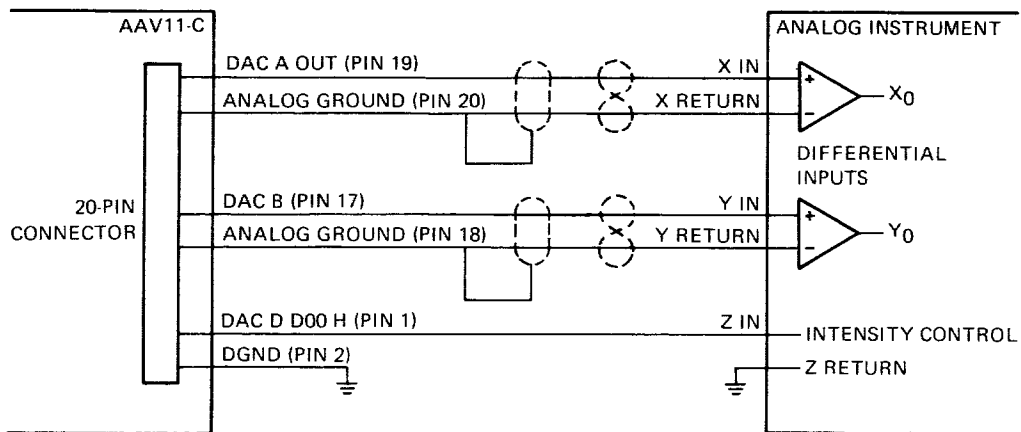 AAV11-C
ANALOG INSTRUMENT
DAC A OUT (PIN 19)
X IN
+
X0
ANALOG GROUND (PIN 20)
X RETURN
−
DIFFERENTIAL
INPUTS
20-PIN
CONNECTOR
DAC B (PIN 17)
Y IN
+
Y0
ANALOG GROUND (PIN 18)
Y RETURN
−
DAC D D00 H (PIN 1)
Z IN
INTENSITY CONTROL
DGND (PIN 2)
Z RETURN